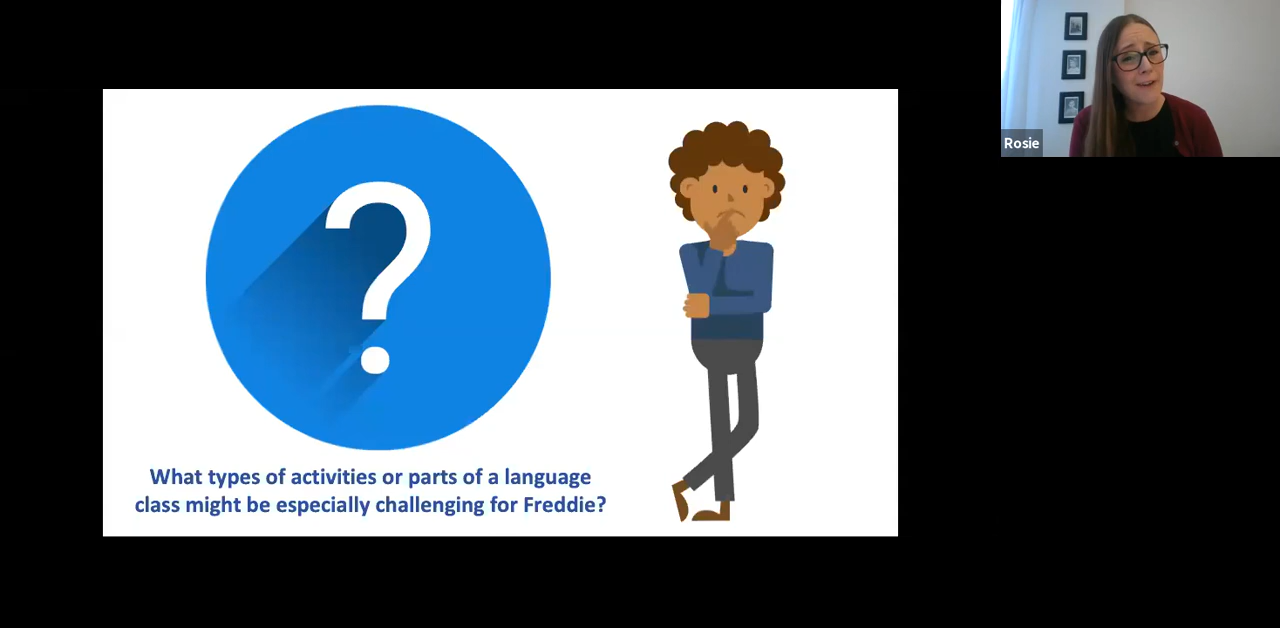 ?
What types of activities or parts of a language
class might be especially challenging for Freddie?
Rosie